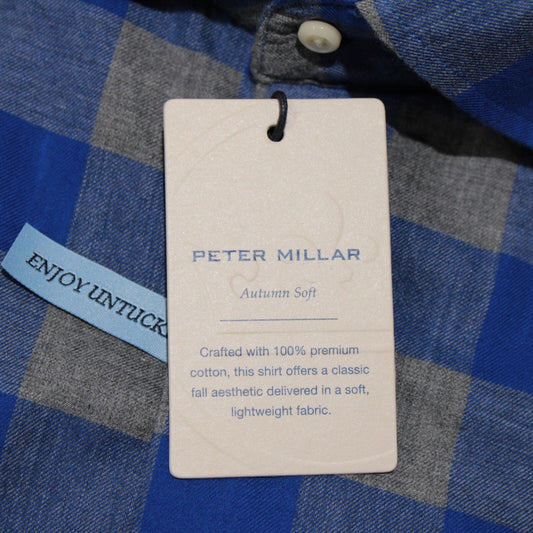 PETER MILLAR
Autumn Soft
Crafted with 100% premium
cotton, this shirt offers a classic
fall aesthetic delivered in a soft,
lightweight fabric.
ENJOY